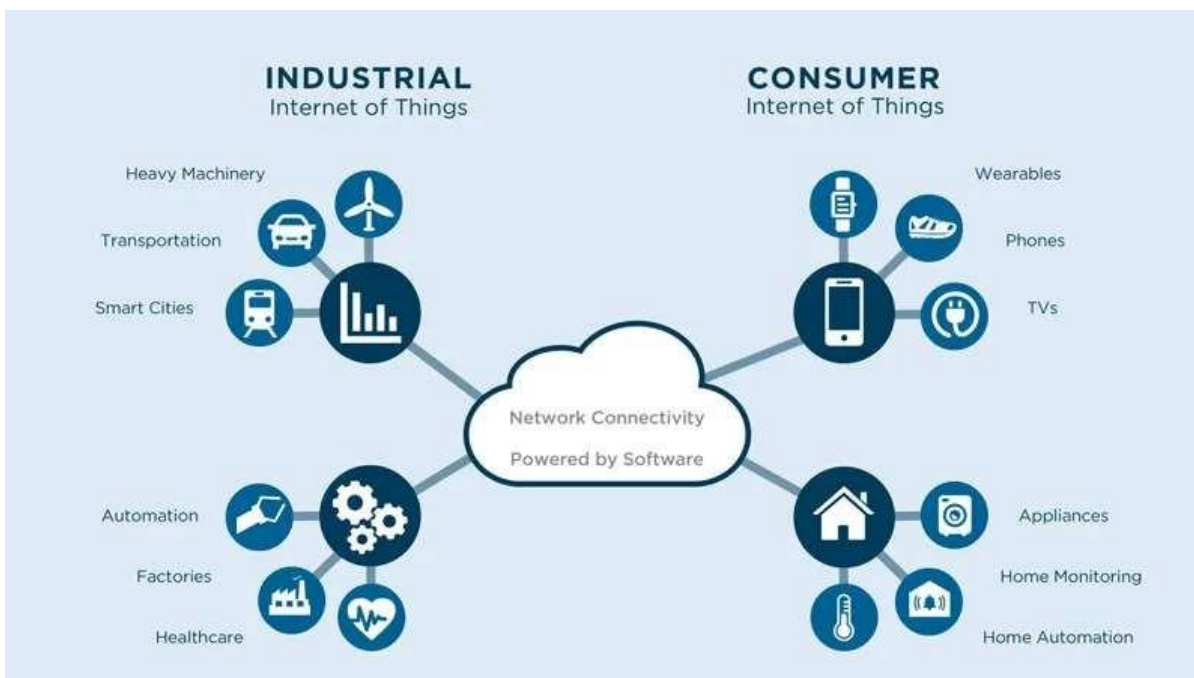 INDUSTRIAL
Internet of Things
CONSUMER
Internet of Things
Heavy Machinery
Transportation
Smart Cities
Wearables
Phones
TVs
Network Connectivity
Powered by Software
Automation
Factories
Healthcare
Appliances
Home Monitoring
Home Automation